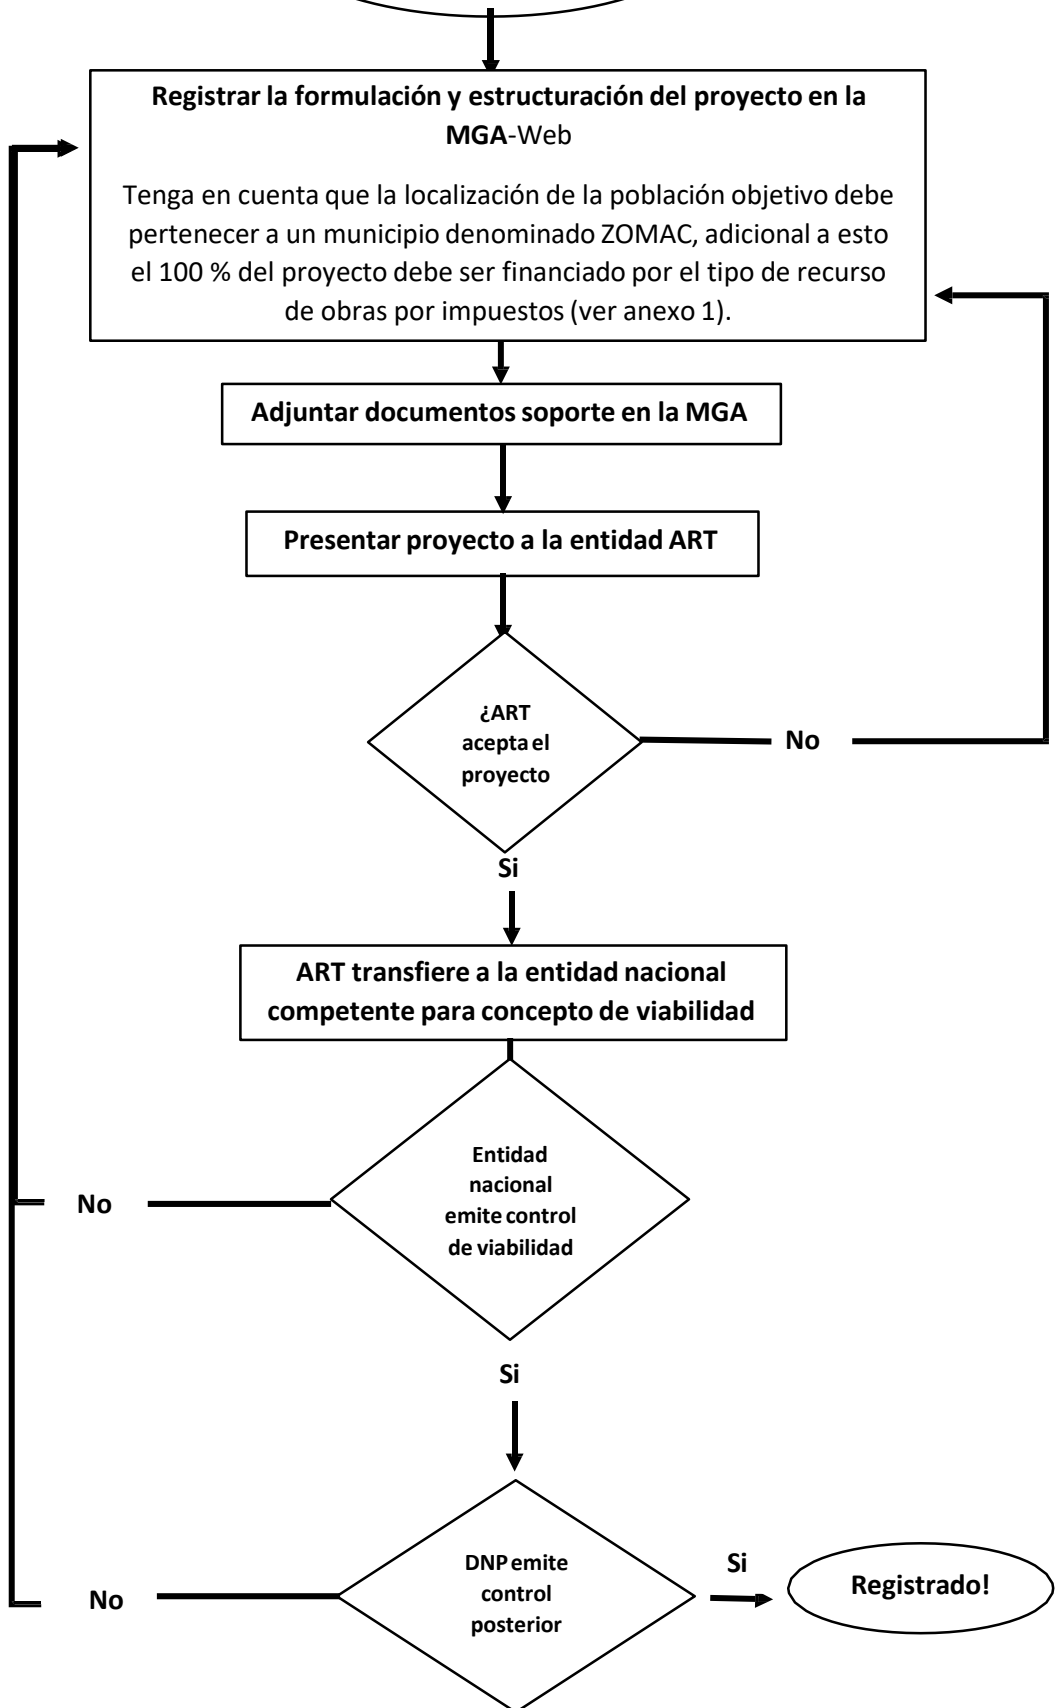 Registrar la formulación y estructuración del proyecto en la
MGA-Web
Tenga en cuenta que la localización de la población objetivo debe
pertenecer a un municipio denominado ZOMAC, adicional a esto
el 100 % del proyecto debe ser financiado por el tipo de recurso
de obras por impuestos (ver anexo 1).
Adjuntar documentos soporte en la MGA
Presentar proyecto a la entidad ART
¿ART
acepta el
proyecto
No
Si
ART transfiere a la entidad nacional
competente para concepto de viabilidad
Entidad
nacional
emite control
de viabilidad
No
Si
DNP emite
control
posterior
No
Si
Registrado!